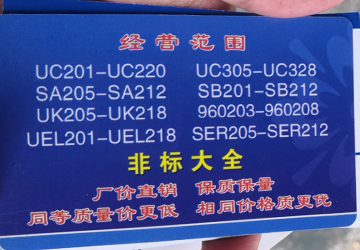 经营范围
UC201-UC220 UC305-UC328
SA205-SA212 SB201-SB212
UK205-UK218 960203-960208
UEL201-UEL218 SER205-SER212
非标大全
厂价直销 保质保量
同等质量价更低 相同价格质更优